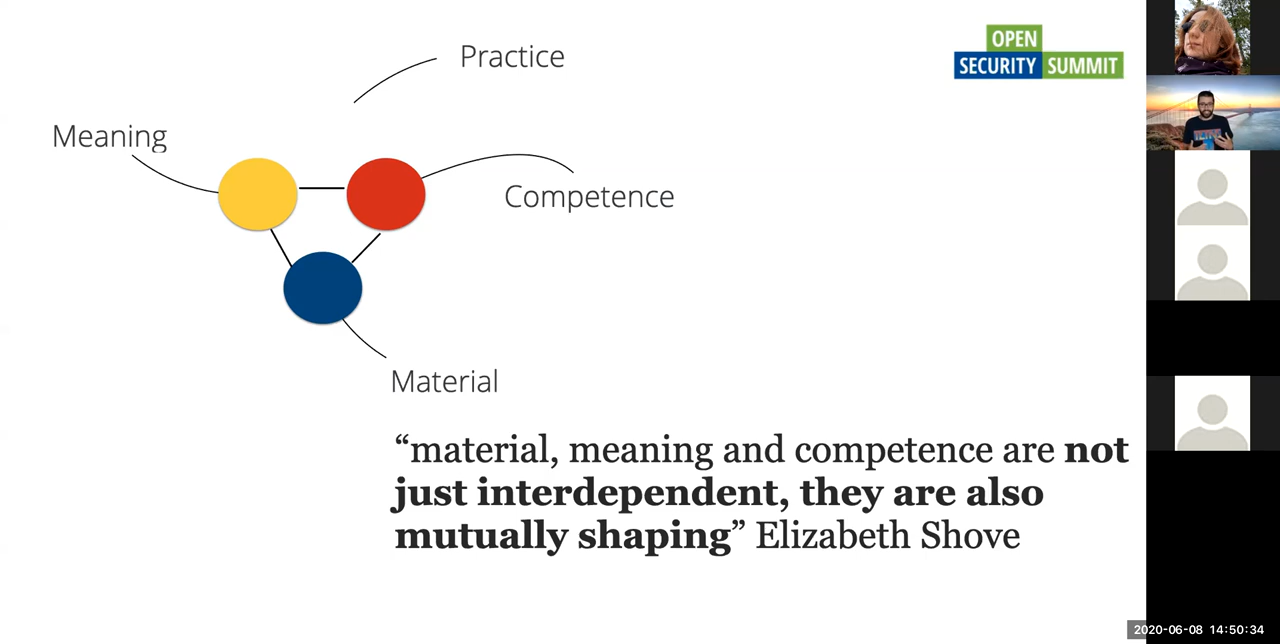 Practice
OPEN
SECURITY SUMMIT
Meaning
Competence
Material
“material, meaning and competence are not
just interdependent, they are also
mutually shaping” Elizabeth Shove
2020-06-08 14:50:34